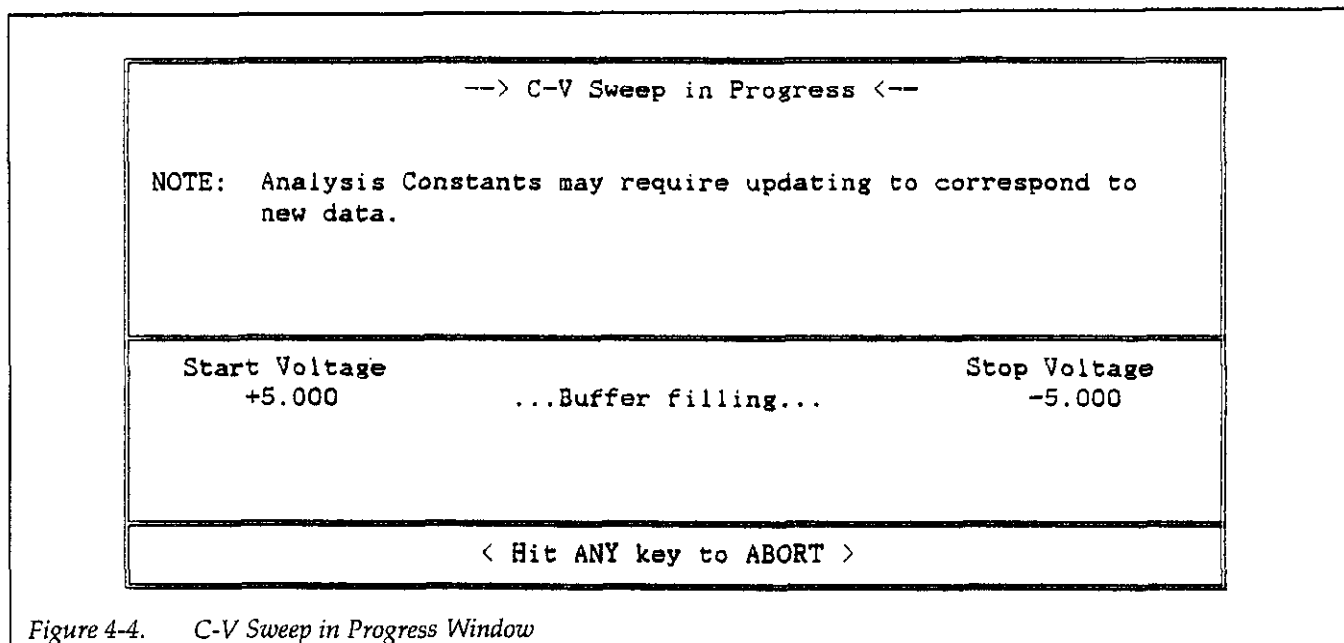 --> C-V Sweep in Progress <--
NOTE: Analysis Constants may require updating to correspond to
new data.
Start Voltage Stop Voltage
+5.000 ...Buffer filling... -5.000
< Hit ANY key to ABORT >
Figure 4-4. C-V Sweep in Progress Window